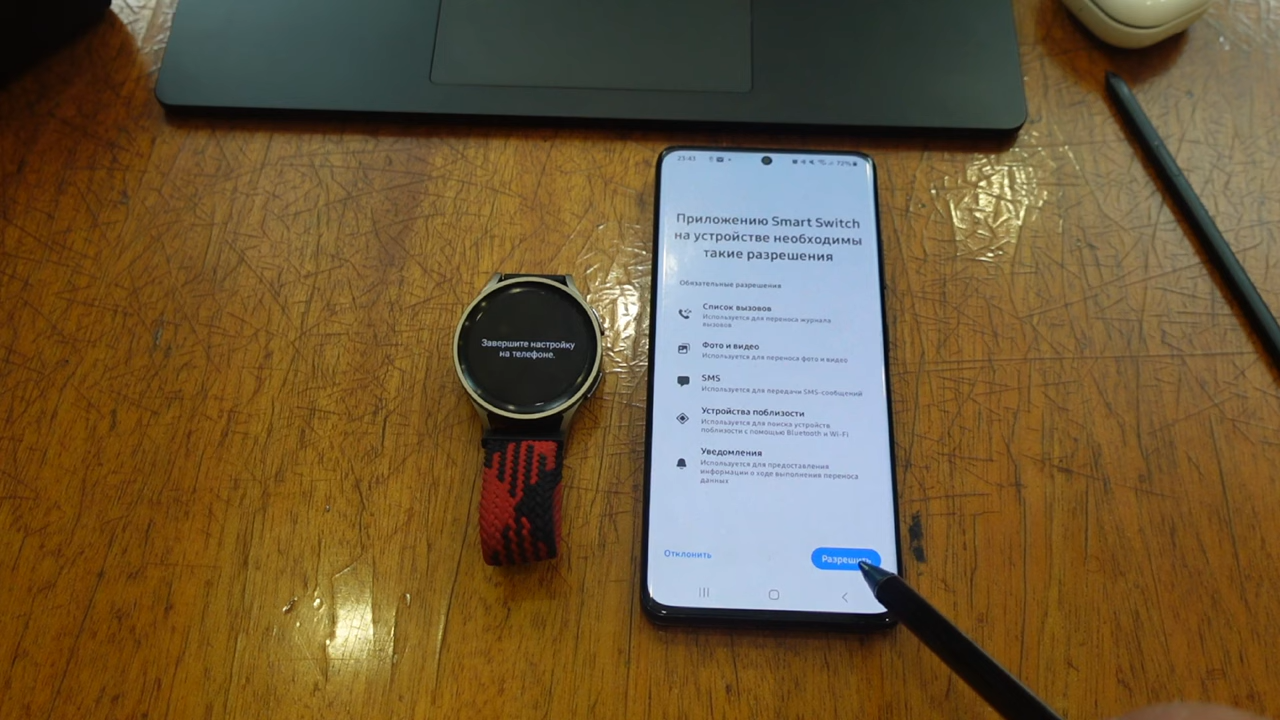 Завершите настройку
на телефоне.
23:43
72%
Приложению Smart Switch
на устройстве необходимы
такие разрешения
Обязательные разрешения
Список вызовов
Используется для переноса журнала
вызовов
Фото и видео
Используется для переноса фото и видео
SMS
Используется для передачи SMS-сообщений
Устройства поблизости
Используется для поиска устройств
поблизости с помощью Bluetooth и Wi-Fi
Уведомления
Используется для предоставления
информации о ходе выполнения переноса
данных
Отклонить
Разрешить